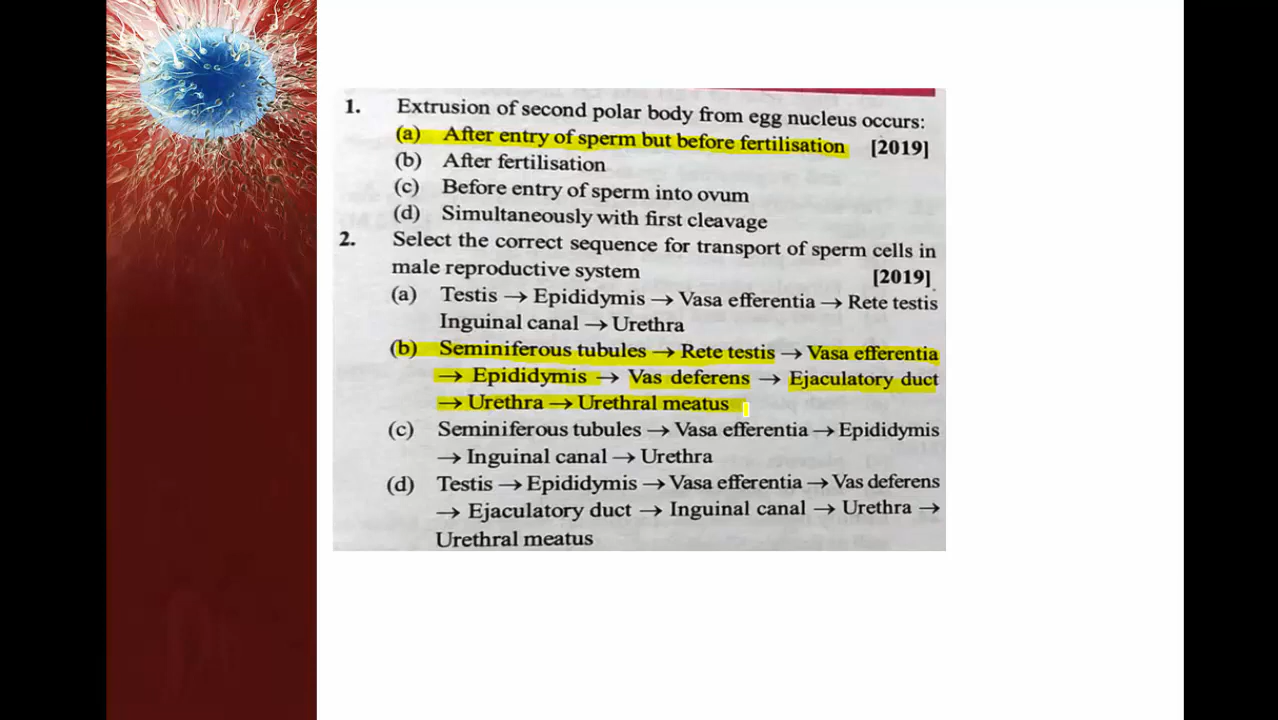 1. Extrusion of second polar body from egg nucleus occurs:
(a) After entry of sperm but before fertilisation [2019]
(b) After fertilisation
(c) Before entry of sperm into ovum
(d) Simultaneously with first cleavage
2. Select the correct sequence for transport of sperm cells in
male reproductive system [2019]
(a) Testis → Epididymis → Vasa efferentia → Rete testis
Inguinal canal → Urethra
(b) Seminiferous tubules → Rete testis → Vasa efferentia
→ Epididymis → Vas deferens → Ejaculatory duct
→ Urethra → Urethral meatus
(c) Seminiferous tubules → Vasa efferentia → Epididymis
→ Inguinal canal → Urethra
(d) Testis → Epididymis → Vasa efferentia → Vas deferens
→ Ejaculatory duct → Inguinal canal → Urethra →
Urethral meatus